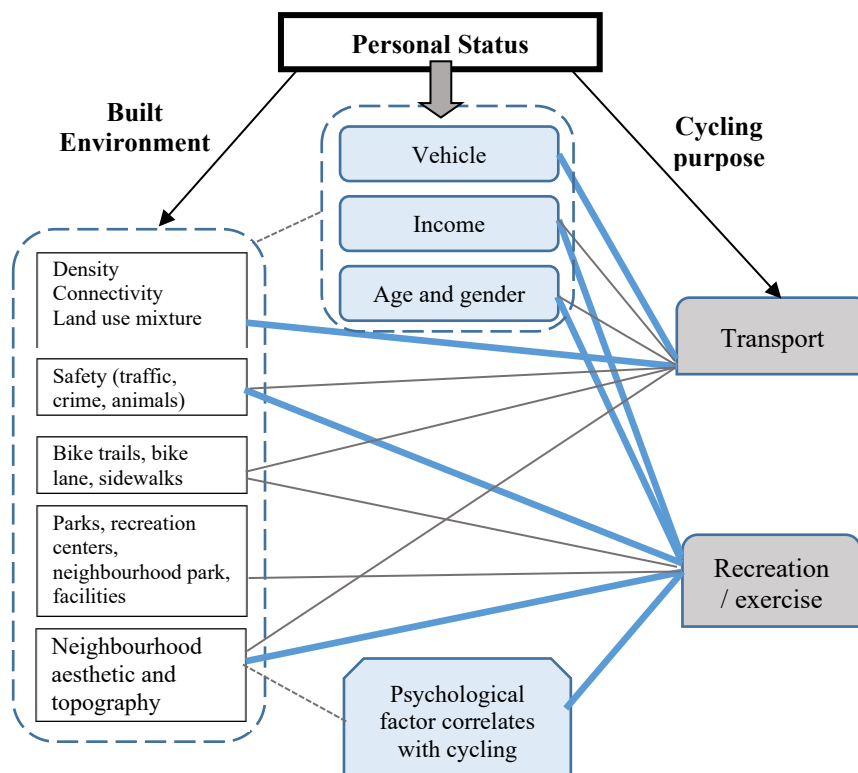 Personal Status
Built
Environment
Cycling
purpose
Vehicle
Income
Age and gender
Density
Connectivity
Land use mixture
Safety (traffic,
crime, animals)
Bike trails, bike
lane, sidewalks
Parks, recreation
centers,
neighbourhood park,
facilities
Neighbourhood
aesthetic and
topography
Transport
Recreation
/ exercise
Psychological
factor correlates
with cycling